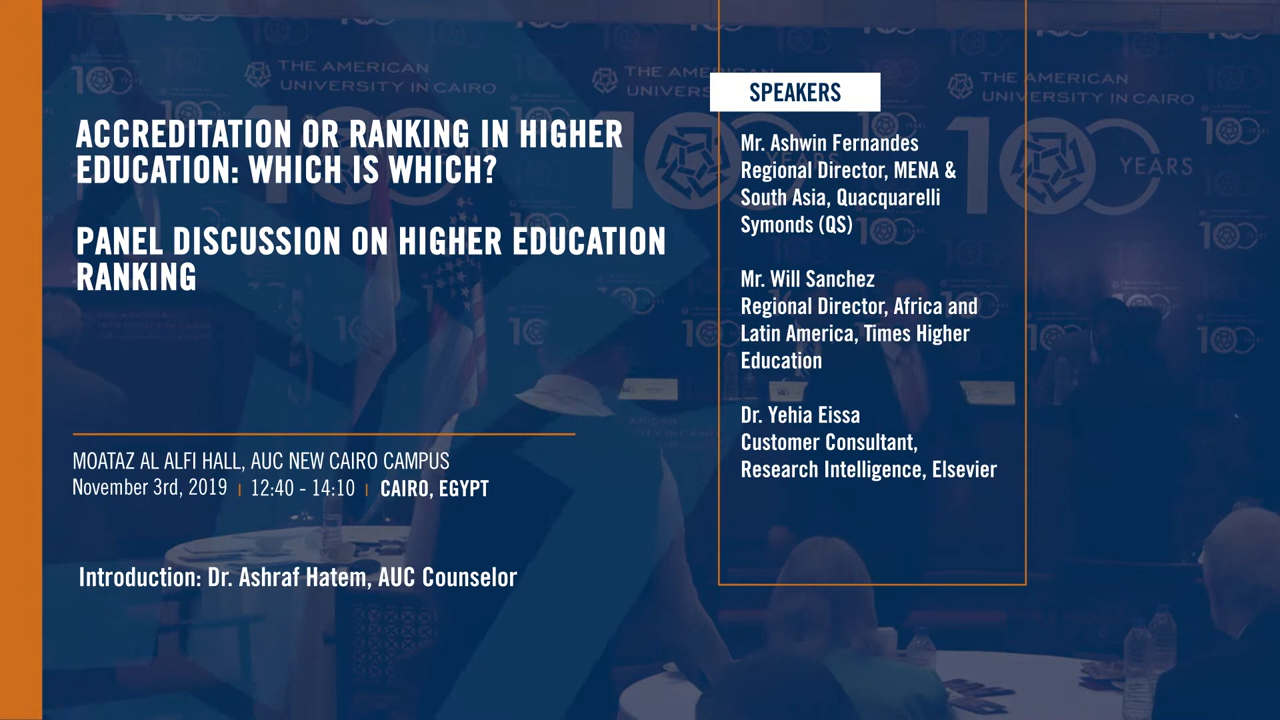 THE AMERICAN
UNIVERSITY IN CAIRO
100 YEARS
THE AMERICAN
UNIVERSITY IN CAIRO
100 YEARS
ACCREDITATION OR RANKING IN HIGHER
EDUCATION: WHICH IS WHICH?
PANEL DISCUSSION ON HIGHER EDUCATION
RANKING
MOATAZ AL ALFI HALL, AUC NEW CAIRO CAMPUS
November 3rd, 2019 | 12:40 - 14:10 | CAIRO, EGYPT
Introduction: Dr. Ashraf Hatem, AUC Counselor
SPEAKERS
Mr. Ashwin Fernandes
Regional Director, MENA &
South Asia, Quacquarelli
Symonds (QS)
Mr. Will Sanchez
Regional Director, Africa and
Latin America, Times Higher
Education
Dr. Yehia Eissa
Customer Consultant,
Research Intelligence, Elsevier